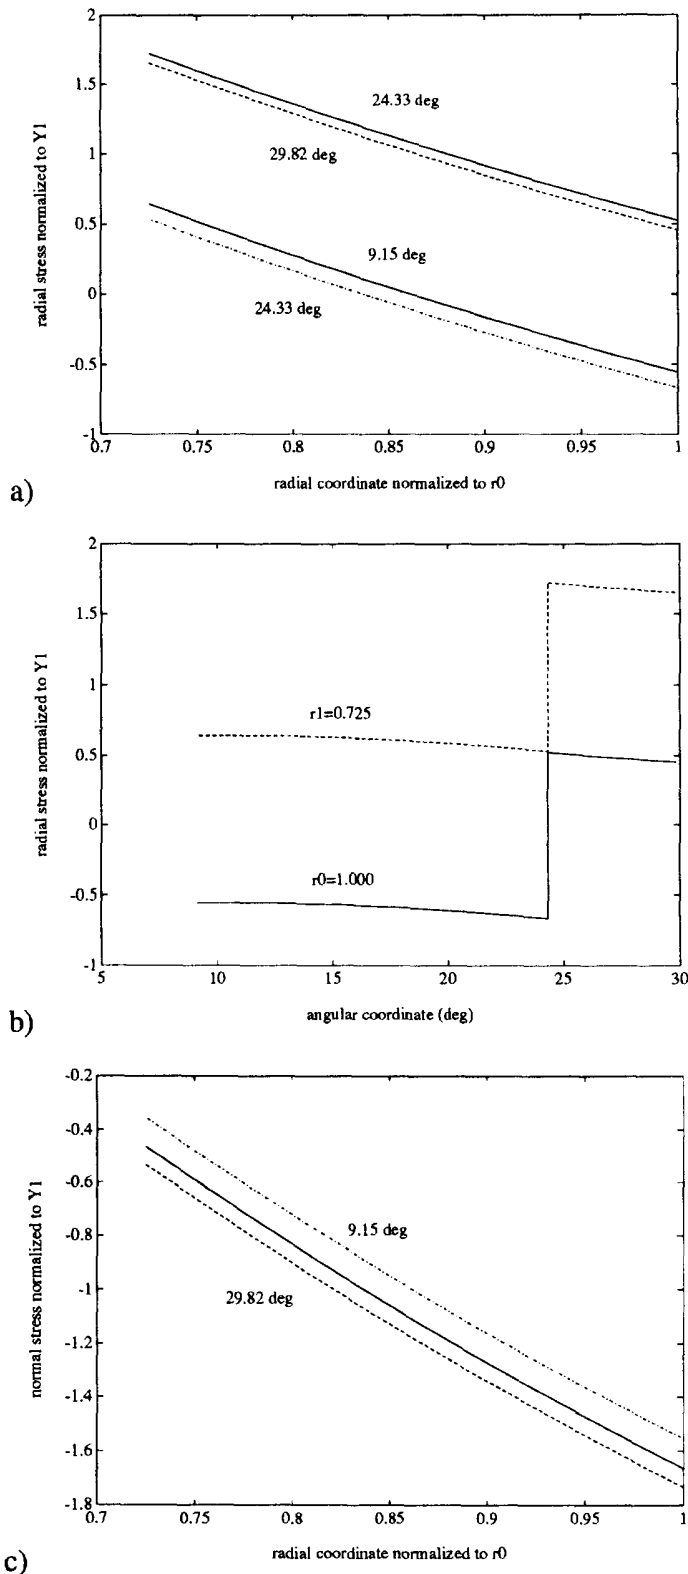 2
1.5
1
0.5
0
-0.5
-1
radial stress normalized to Y1
24.33 deg
29.82 deg
9.15 deg
24.33 deg
0.7
0.75
0.8
0.85
0.9
0.95
1
radial coordinate normalized to r0
a)
2
1.5
1
0.5
0
-0.5
-1
radial stress normalized to Y1
r1=0.725
r0=1.000
5
10
15
20
25
30
angular coordinate (deg)
b)
-0.2
-0.4
-0.6
-0.8
-1
-1.2
-1.4
-1.6
-1.8
normal stress normalized to Y1
9.15 deg
29.82 deg
0.7
0.75
0.8
0.85
0.9
0.95
1
radial coordinate normalized to r0
c)